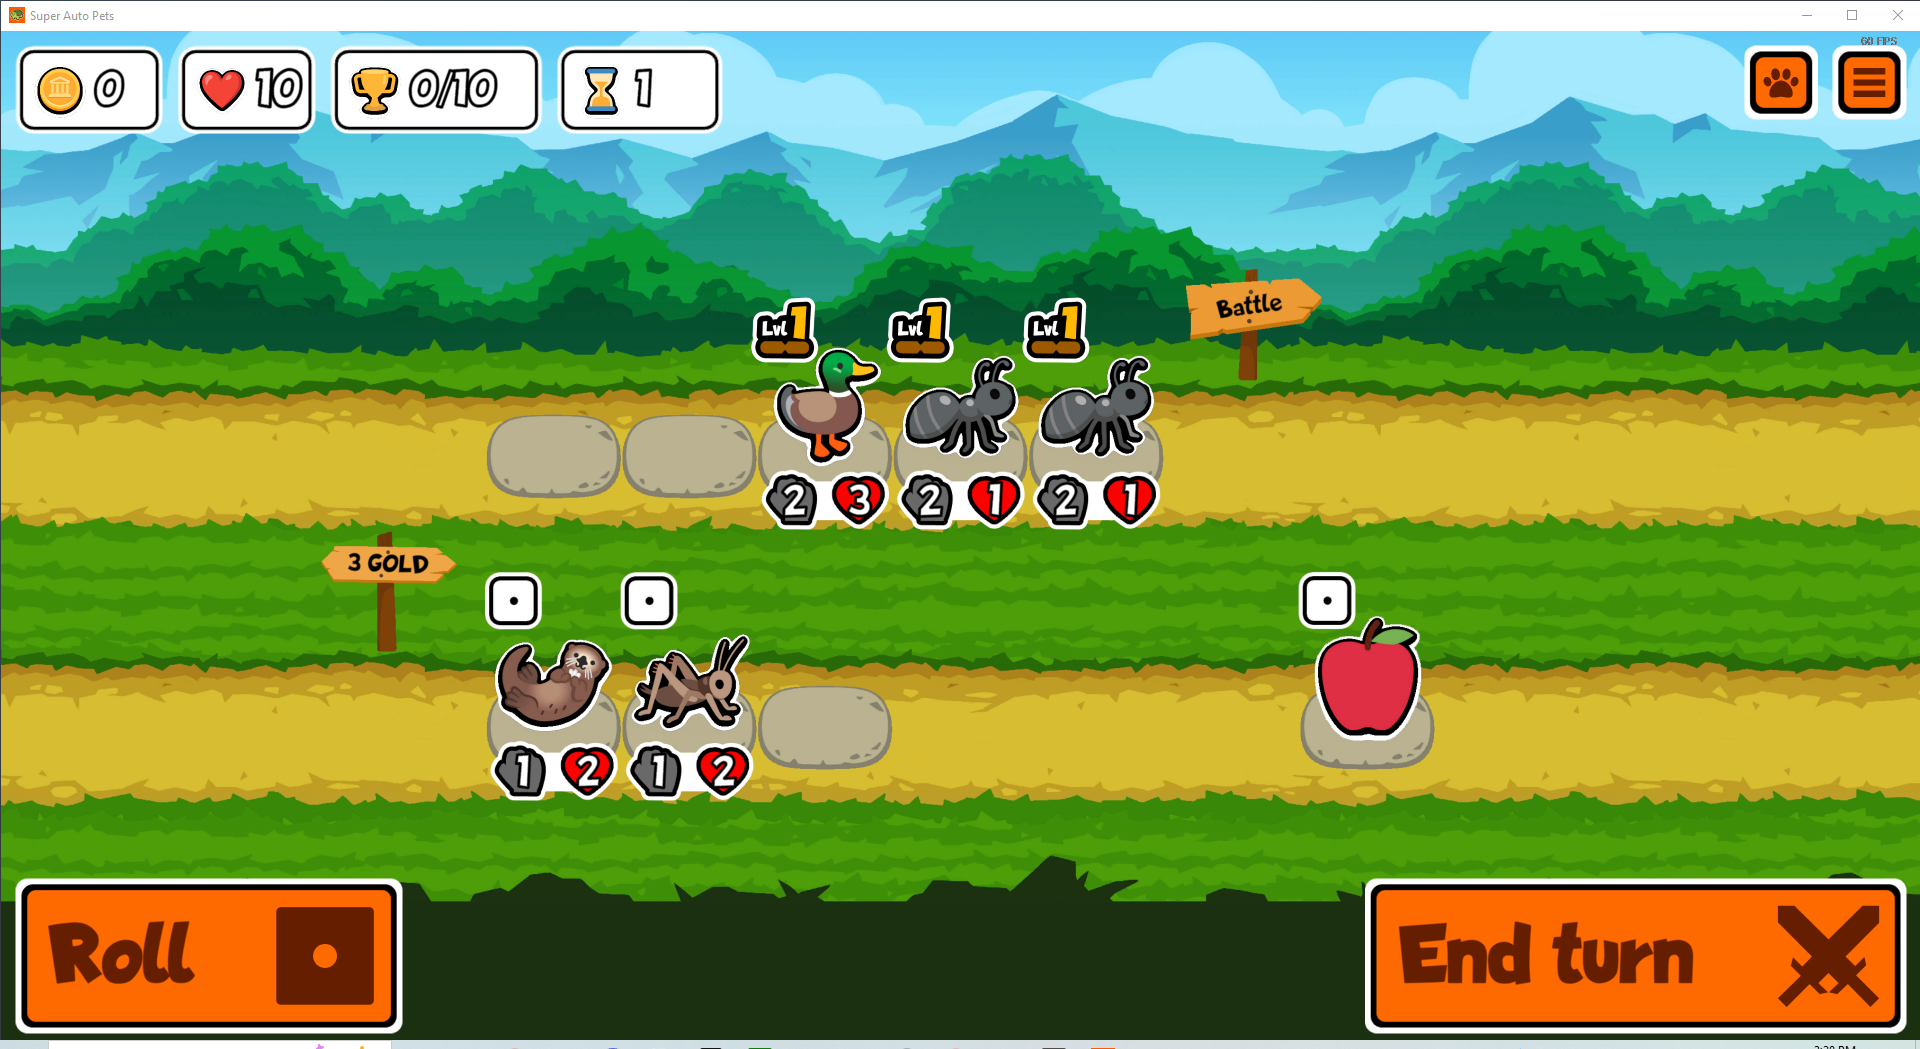 Super Auto Pets
60 FPS
0
10
0/10
1
Battle
Lvl 1
Lvl 1
Lvl 1
2 3
2 1
2 1
3 GOLD
1 2
1 2
Roll
End turn